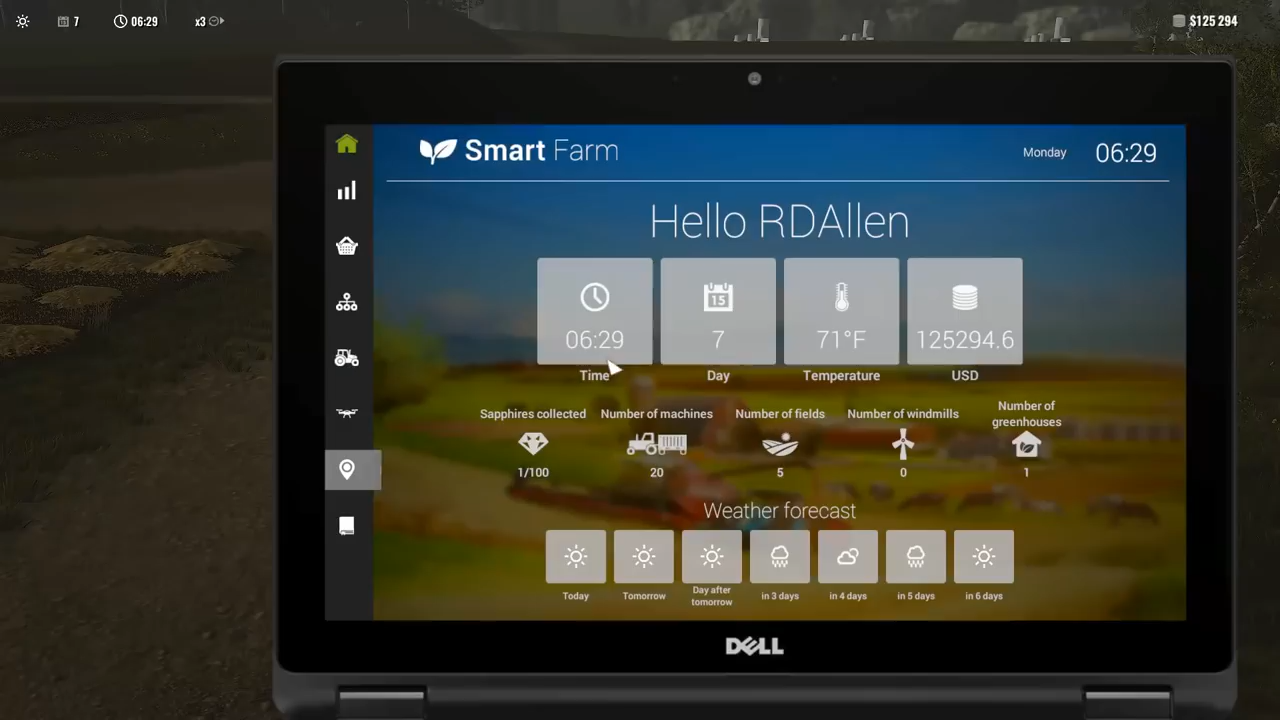 7 06:29 x3 $125 294
Smart Farm Monday 06:29
Hello RDAllen
15
06:29 7 71°F 125294.6
Time Day Temperature USD
Sapphires collected Number of machines Number of fields Number of windmills Number of greenhouses
1/100 20 5 0 1
Weather forecast
Today Tomorrow Day after tomorrow in 3 days in 4 days in 5 days in 6 days
DELL